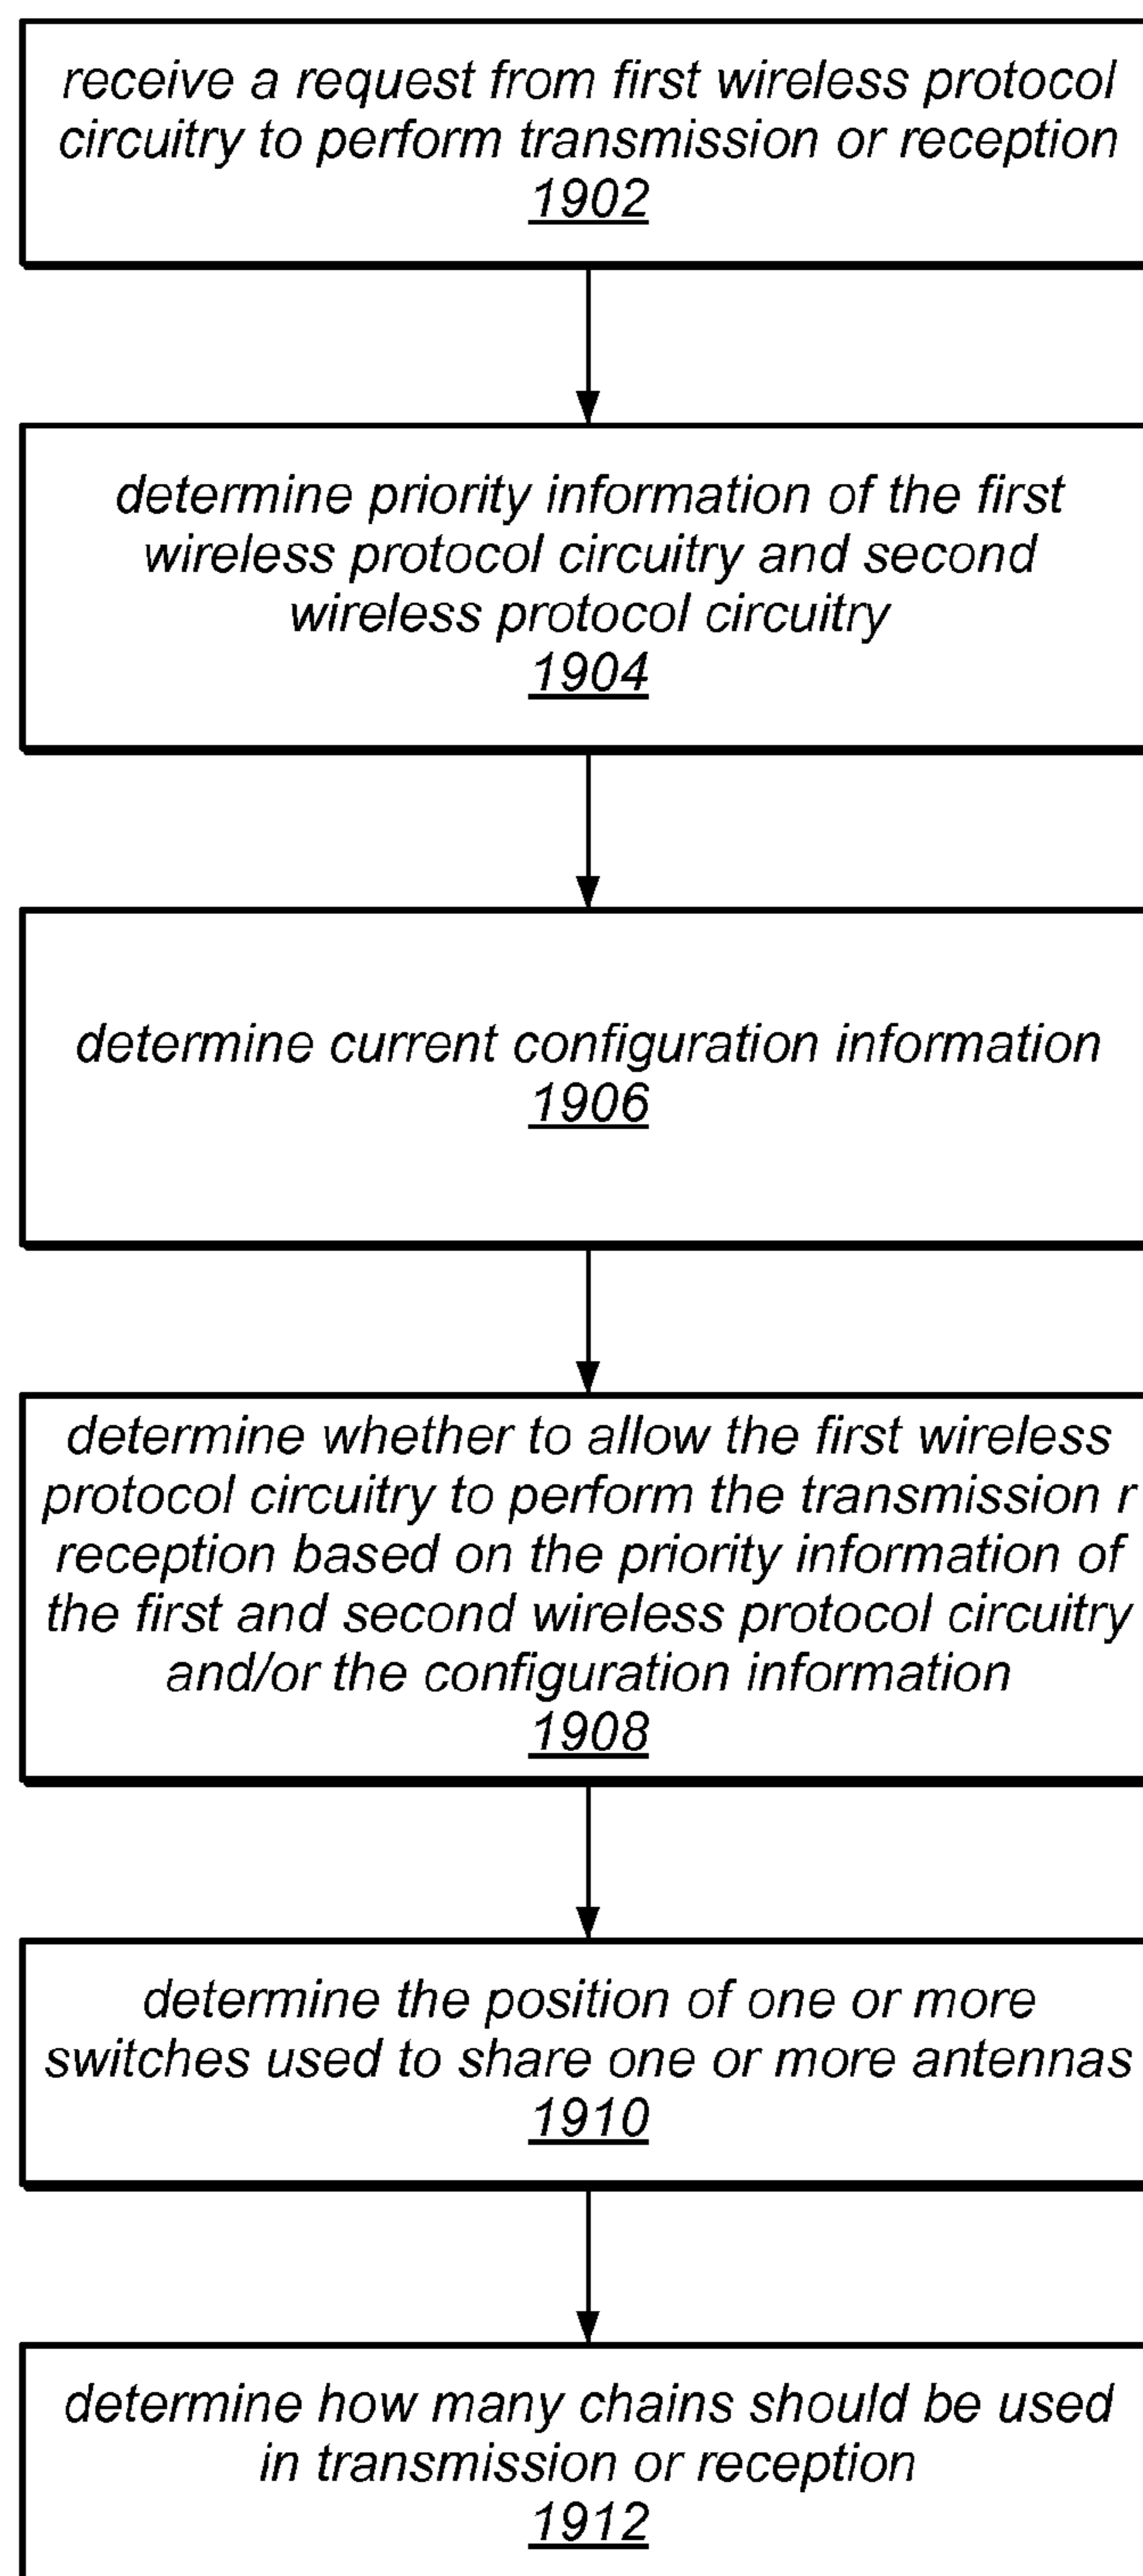 receive a request from first wireless protocol
circuitry to perform transmission or reception
1902
determine priority information of the first
wireless protocol circuitry and second
wireless protocol circuitry
1904
determine current configuration information
1906
determine whether to allow the first wireless
protocol circuitry to perform the transmission r
reception based on the priority information of
the first and second wireless protocol circuitry
and/or the configuration information
1908
determine the position of one or more
switches used to share one or more antennas
1910
determine how many chains should be used
in transmission or reception
1912